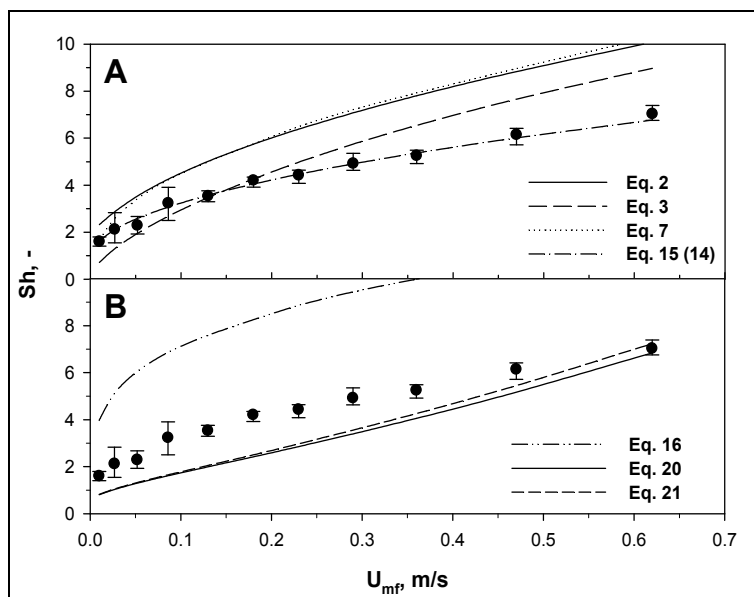 10
A
8
6
4
2
0
Eq. 2
Eq. 3
Eq. 7
Eq. 15 (14)
Sh, -
B
8
6
4
2
0
Eq. 16
Eq. 20
Eq. 21
0.0 0.1 0.2 0.3 0.4 0.5 0.6 0.7
Umf, m/s